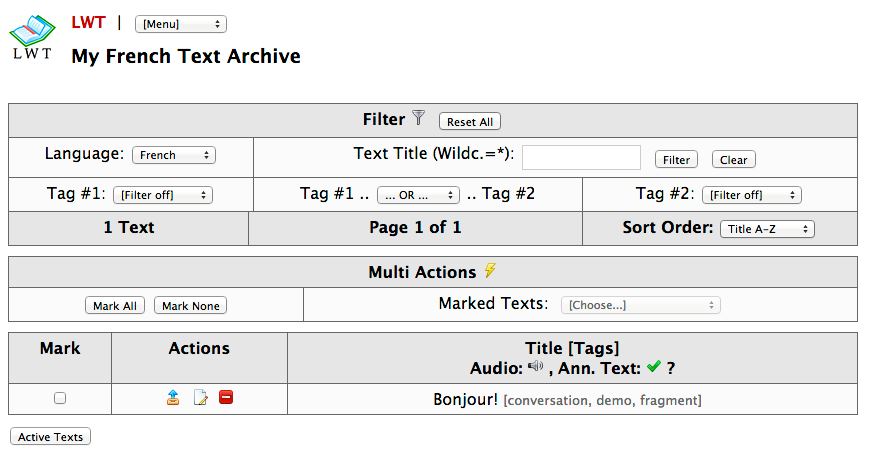 LWT | [Menu]
LWT
My French Text Archive
Filter Reset All
Language: French Text Title (Wildc.=*): Filter Clear
Tag #1: [Filter off] Tag #1 .. ... OR ... .. Tag #2 Tag #2: [Filter off]
1 Text Page 1 of 1 Sort Order: Title A-Z
Multi Actions
Mark All Mark None Marked Texts: [Choose...]
Mark Actions Title [Tags]
Audio: , Ann. Text: ?
Bonjour! [conversation, demo, fragment]
Active Texts